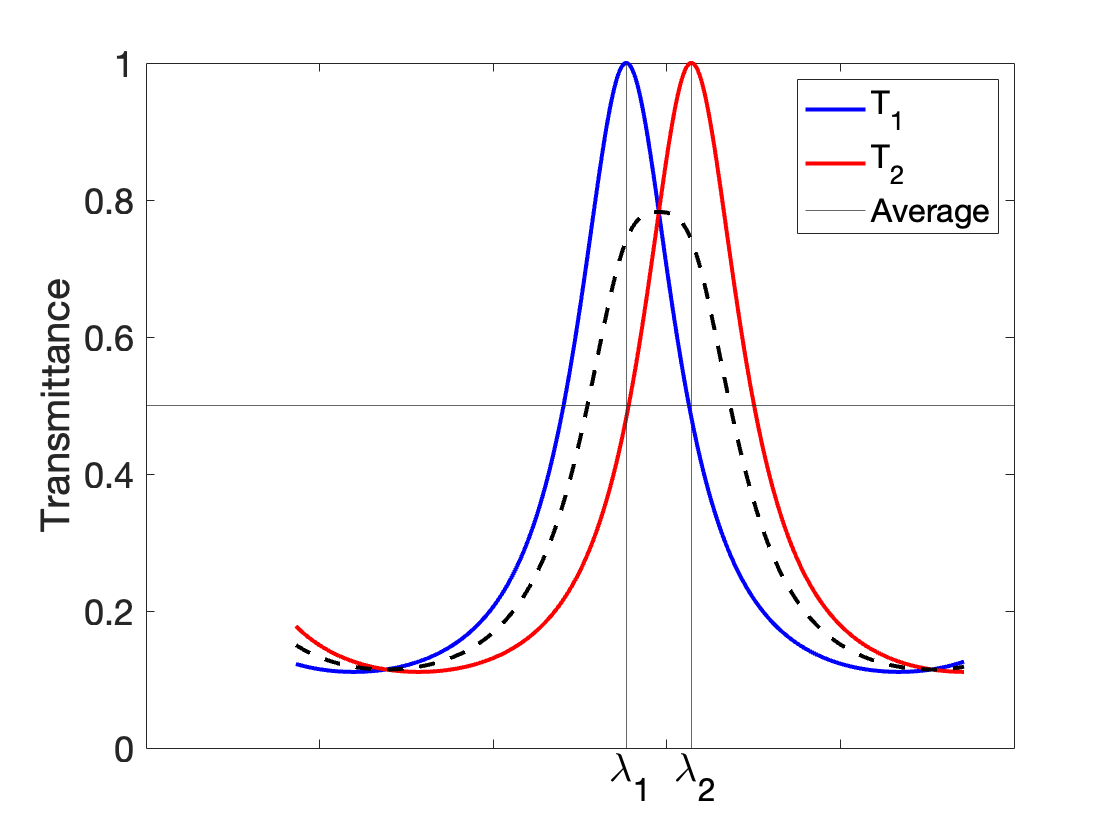 1
0.8
0.6
0.4
0.2
0
Transmittance
T₁
T₂
Average
λ₁ λ₂